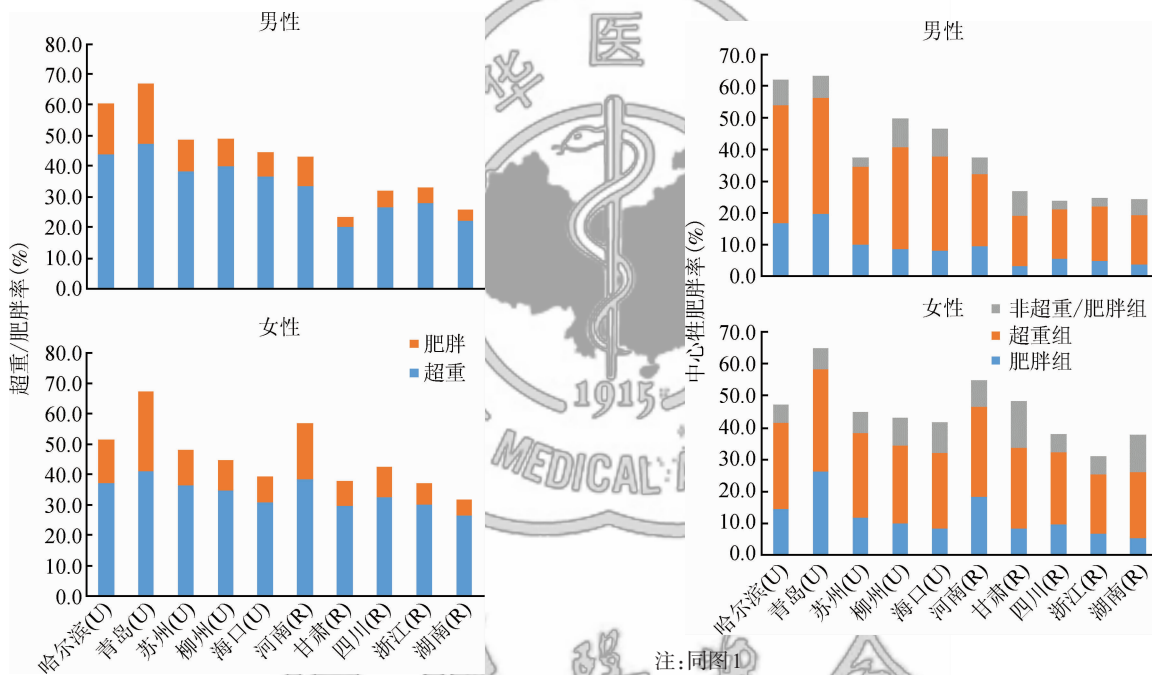 男性
80.0
70.0
60.0
50.0
40.0
30.0
20.0
10.0
0.0
超重/肥胖率(%)
女性
肥胖
超重
80.0
70.0
60.0
50.0
40.0
30.0
20.0
10.0
0.0
哈尔滨(U)
青岛(U)
苏州(U)
柳州(U)
海口(U)
河南(R)
甘肃(R)
四川(R)
浙江(R)
湖南(R)
华 医
1915
MEDICAL
男性
70.0
60.0
50.0
40.0
30.0
20.0
10.0
0.0
中心牲肥胖率(%)
女性
非超重/肥胖组
超重组
肥胖组
70.0
60.0
50.0
40.0
30.0
20.0
10.0
0.0
哈尔滨(U)
青岛(U)
苏州(U)
柳州(U)
海口(U)
河南(R)
甘肃(R)
四川(R)
浙江(R)
湖南(R)
注:同图1